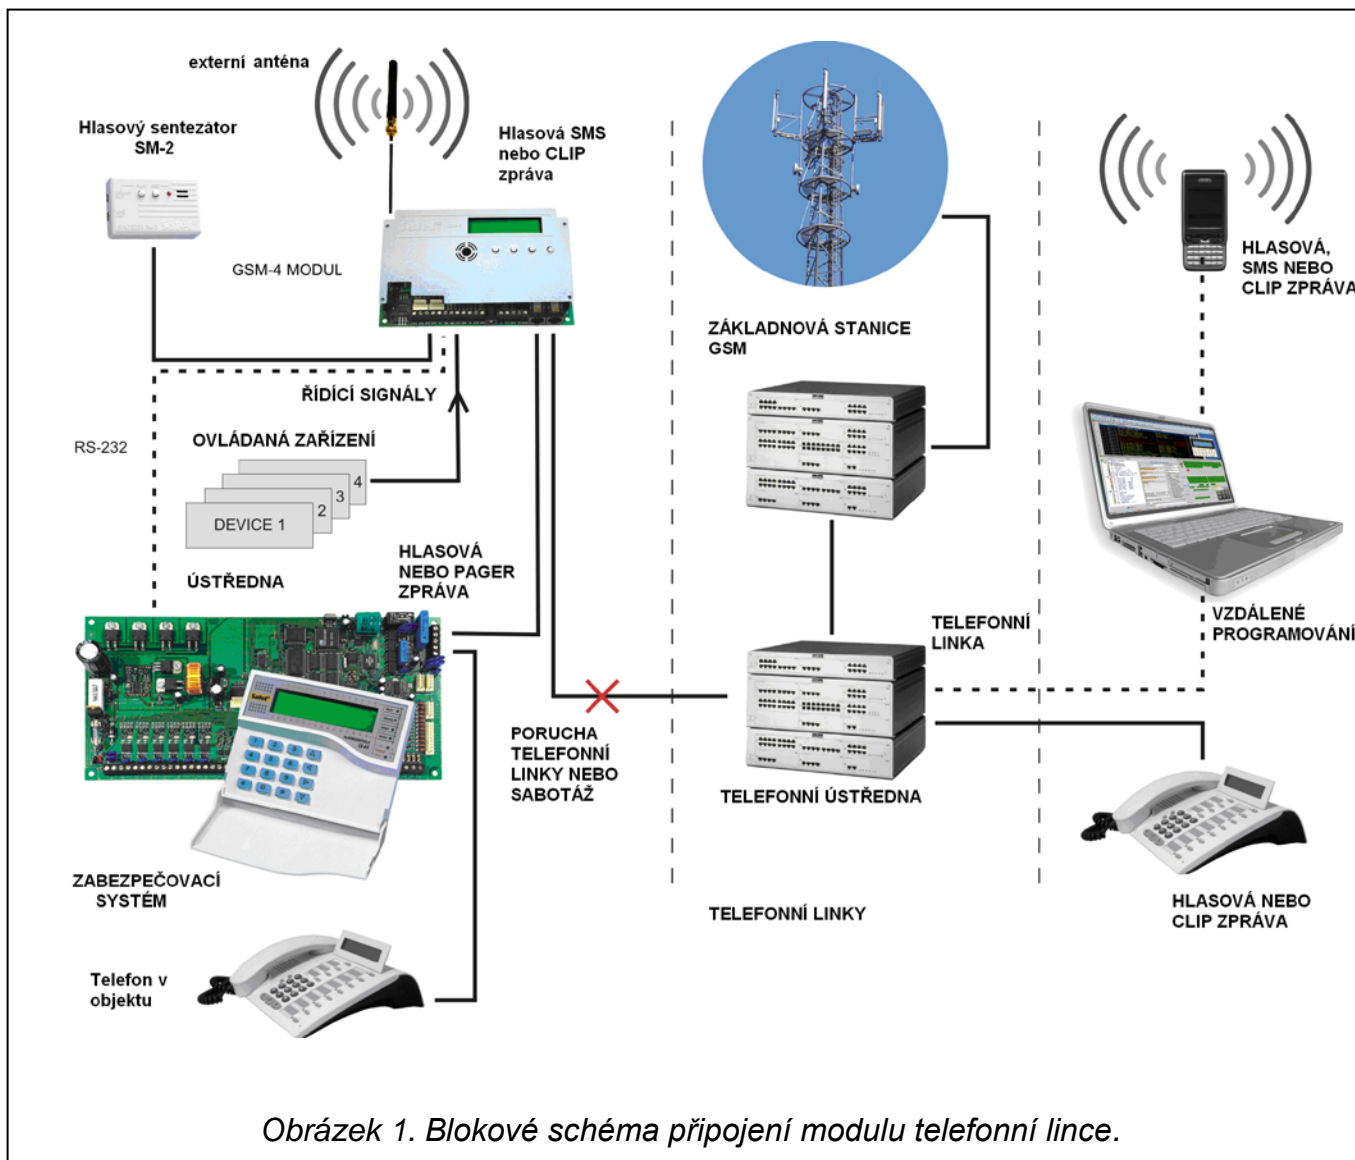 externí anténa
Hlasový sentezátor
SM-2
Hlasová SMS
nebo CLIP
zpráva
GSM-4 MODUL
HLASOVÁ,
SMS NEBO
CLIP ZPRÁVA
ZÁKLADNOVÁ STANICE
GSM
ŘÍDÍCÍ SIGNÁLY
RS-232
OVLÁDANÁ ZAŘÍZENÍ
4
3
2
DEVICE 1
HLASOVÁ
NEBO PAGER
ZPRÁVA
ÚSTŘEDNA
TELEFONNÍ
LINKA
VZDÁLENÉ
PROGRAMOVÁNÍ
Satel
PORUCHA
TELEFONNÍ
LINKY NEBO
SABOTÁŽ
TELEFONNÍ ÚSTŘEDNA
ZABEZPEČOVACÍ
SYSTÉM
TELEFONNÍ LINKY
HLASOVÁ NEBO
CLIP ZPRÁVA
Telefon v
objektu
Obrázek 1. Blokové schéma připojení modulu telefonní lince.